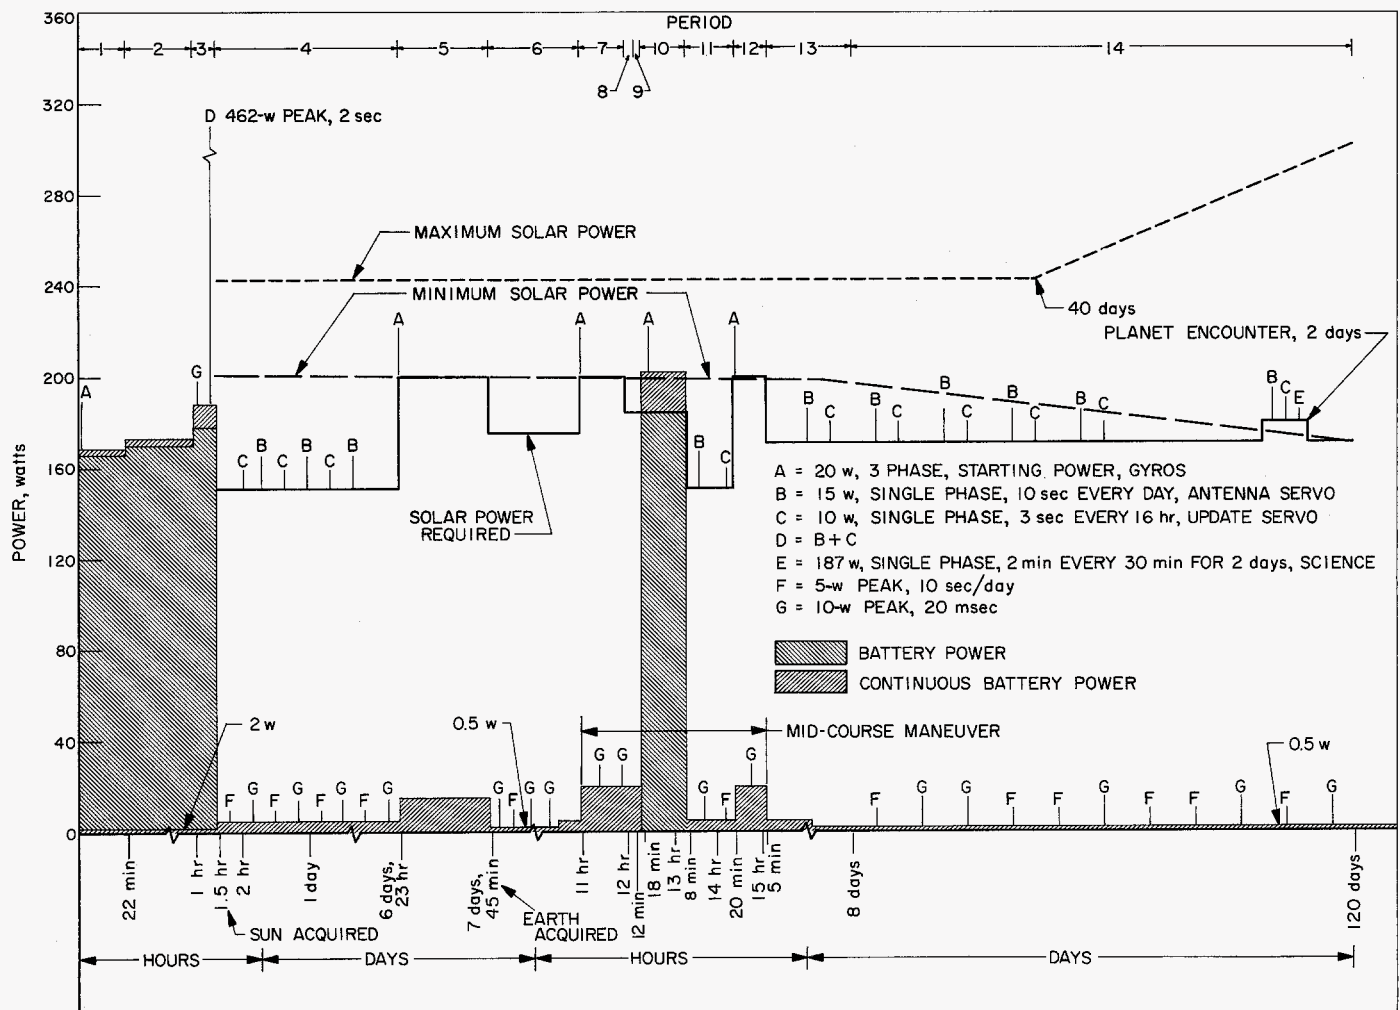 PERIOD
360
1 2 3 4 5 6 7 10 11 12 13 14
8 9
320
D 462-w PEAK, 2 sec
280
MAXIMUM SOLAR POWER
240
MINIMUM SOLAR POWER
40 days
A A A A
PLANET ENCOUNTER, 2 days
200
A G B B B B B C E
C C C C C
160
C B C B C B B C
SOLAR POWER
REQUIRED
A = 20 w, 3 PHASE, STARTING POWER, GYROS
B = 15 w, SINGLE PHASE, 10 sec EVERY DAY, ANTENNA SERVO
C = 10 w, SINGLE PHASE, 3 sec EVERY 16 hr, UPDATE SERVO
D = B + C
E = 187 w, SINGLE PHASE, 2 min EVERY 30 min FOR 2 days, SCIENCE
F = 5-w PEAK, 10 sec/day
G = 10-w PEAK, 20 msec
POWER, watts
120
80
BATTERY POWER
CONTINUOUS BATTERY POWER
40
2 w
0.5 w
MID-COURSE MANEUVER
0.5 w
F G F G F G F G G F G G G G G F G F G G F F G F F G F G
0
22 min
1 hr
1.5 hr
2 hr
1 day
6 days,
23 hr
7 days,
45 min
11 hr
12 hr
12 min
18 min
13 hr
8 min
14 hr
20 min
15 hr
5 min
8 days
120 days
SUN ACQUIRED
EARTH
ACQUIRED
HOURS DAYS HOURS DAYS